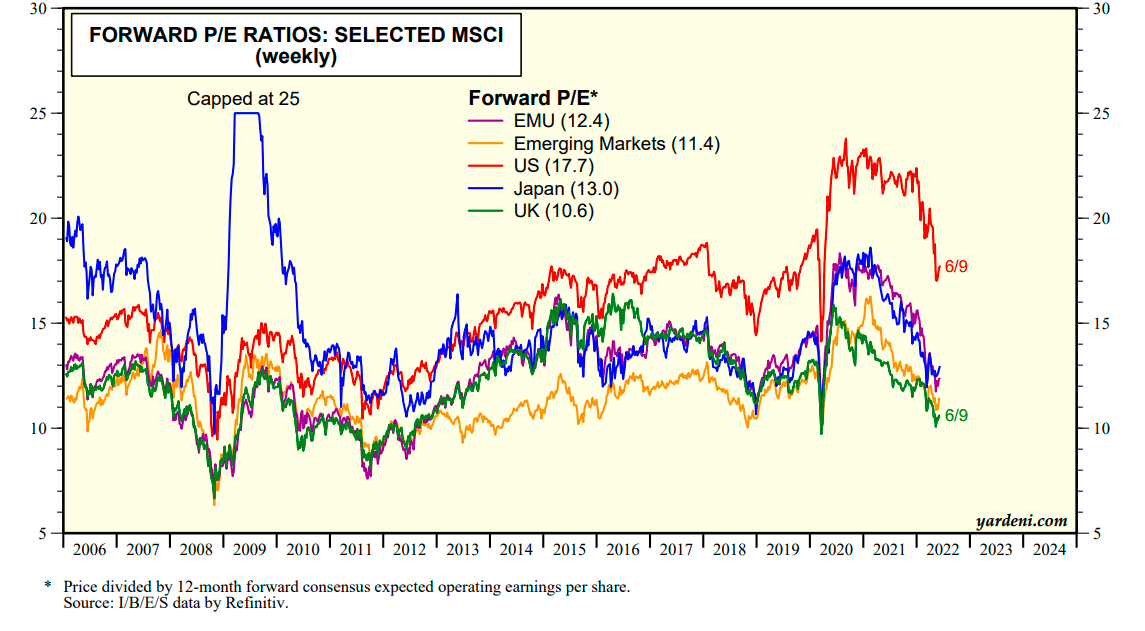 FORWARD P/E RATIOS: SELECTED MSCI
(weekly)
30
30
25
25
20
20
15
15
10
10
5
5
Capped at 25
Forward P/E*
EMU (12.4)
Emerging Markets (11.4)
US (17.7)
Japan (13.0)
UK (10.6)
6/9
6/9
yardeni.com
2006 2007 2008 2009 2010 2011 2012 2013 2014 2015 2016 2017 2018 2019 2020 2021 2022 2023 2024
* Price divided by 12-month forward consensus expected operating earnings per share.
Source: I/B/E/S data by Refinitiv.